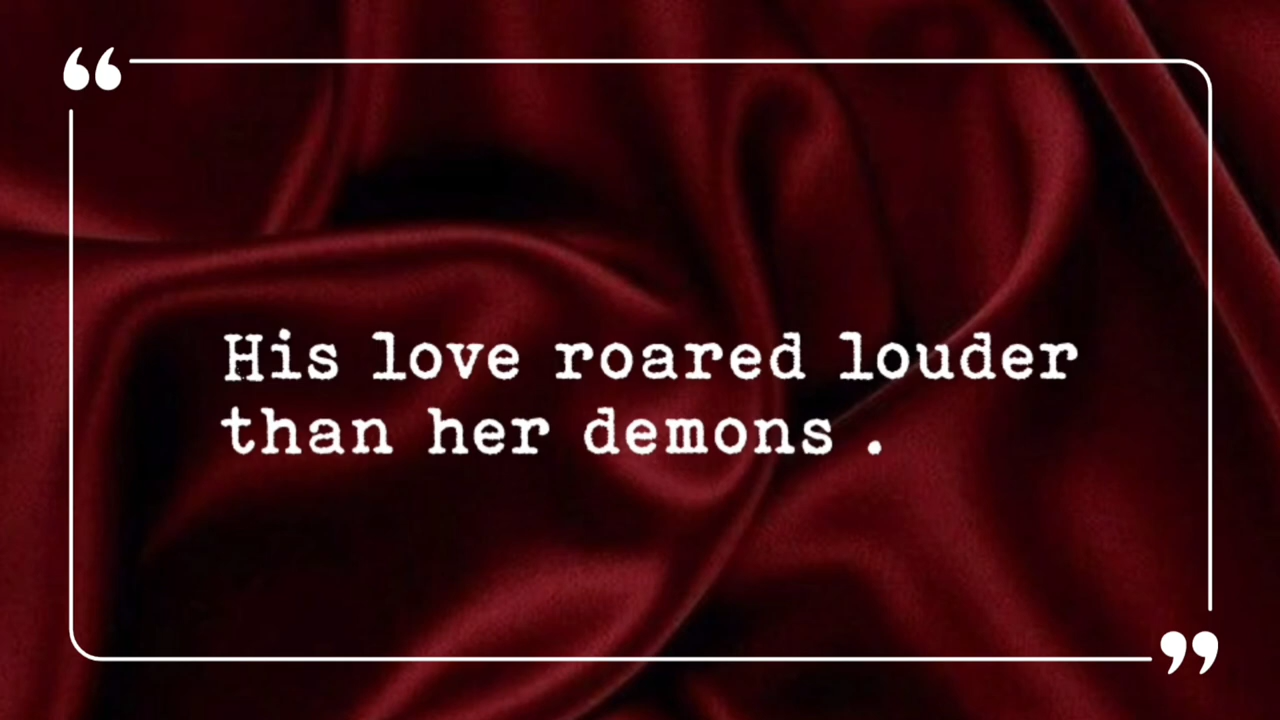 “
His love roared louder
than her demons .
”